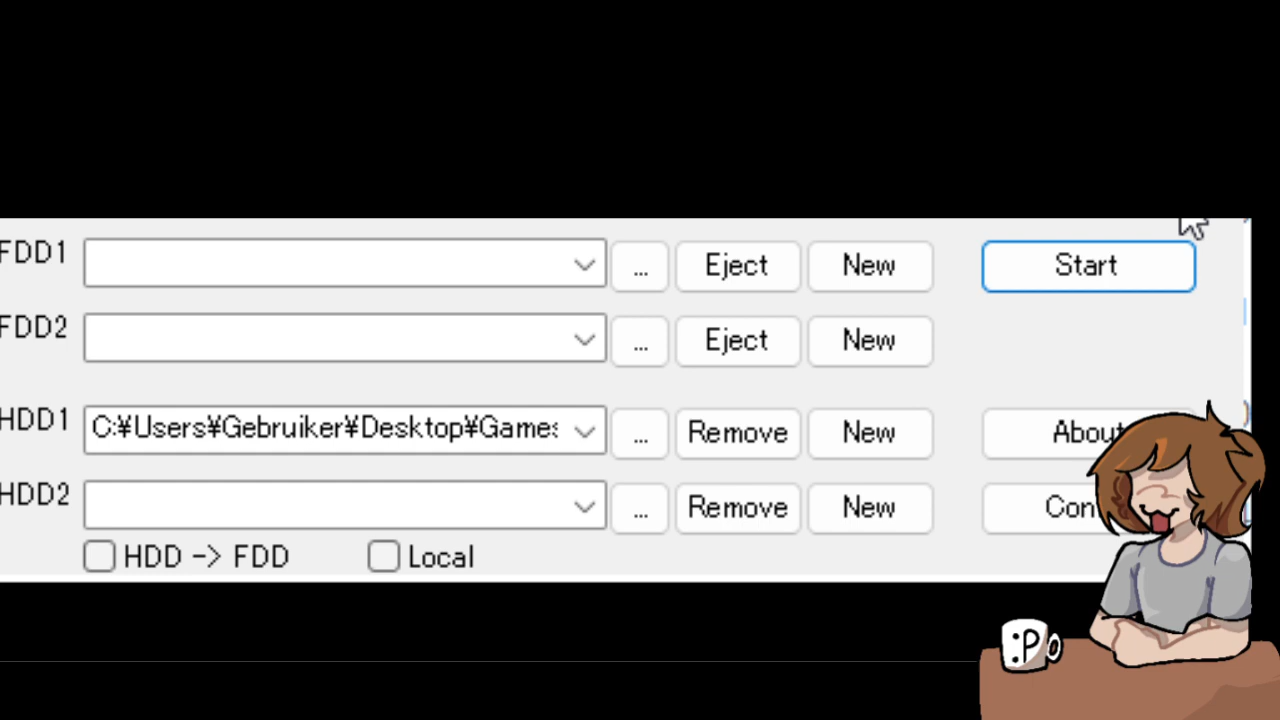 FDD1 ... Eject New Start
FDD2 ... Eject New
HDD1 C:¥Users¥Gebruiker¥Desktop¥Games ... Remove New About
HDD2 ... Remove New Con
HDD -> FDD Local
:P